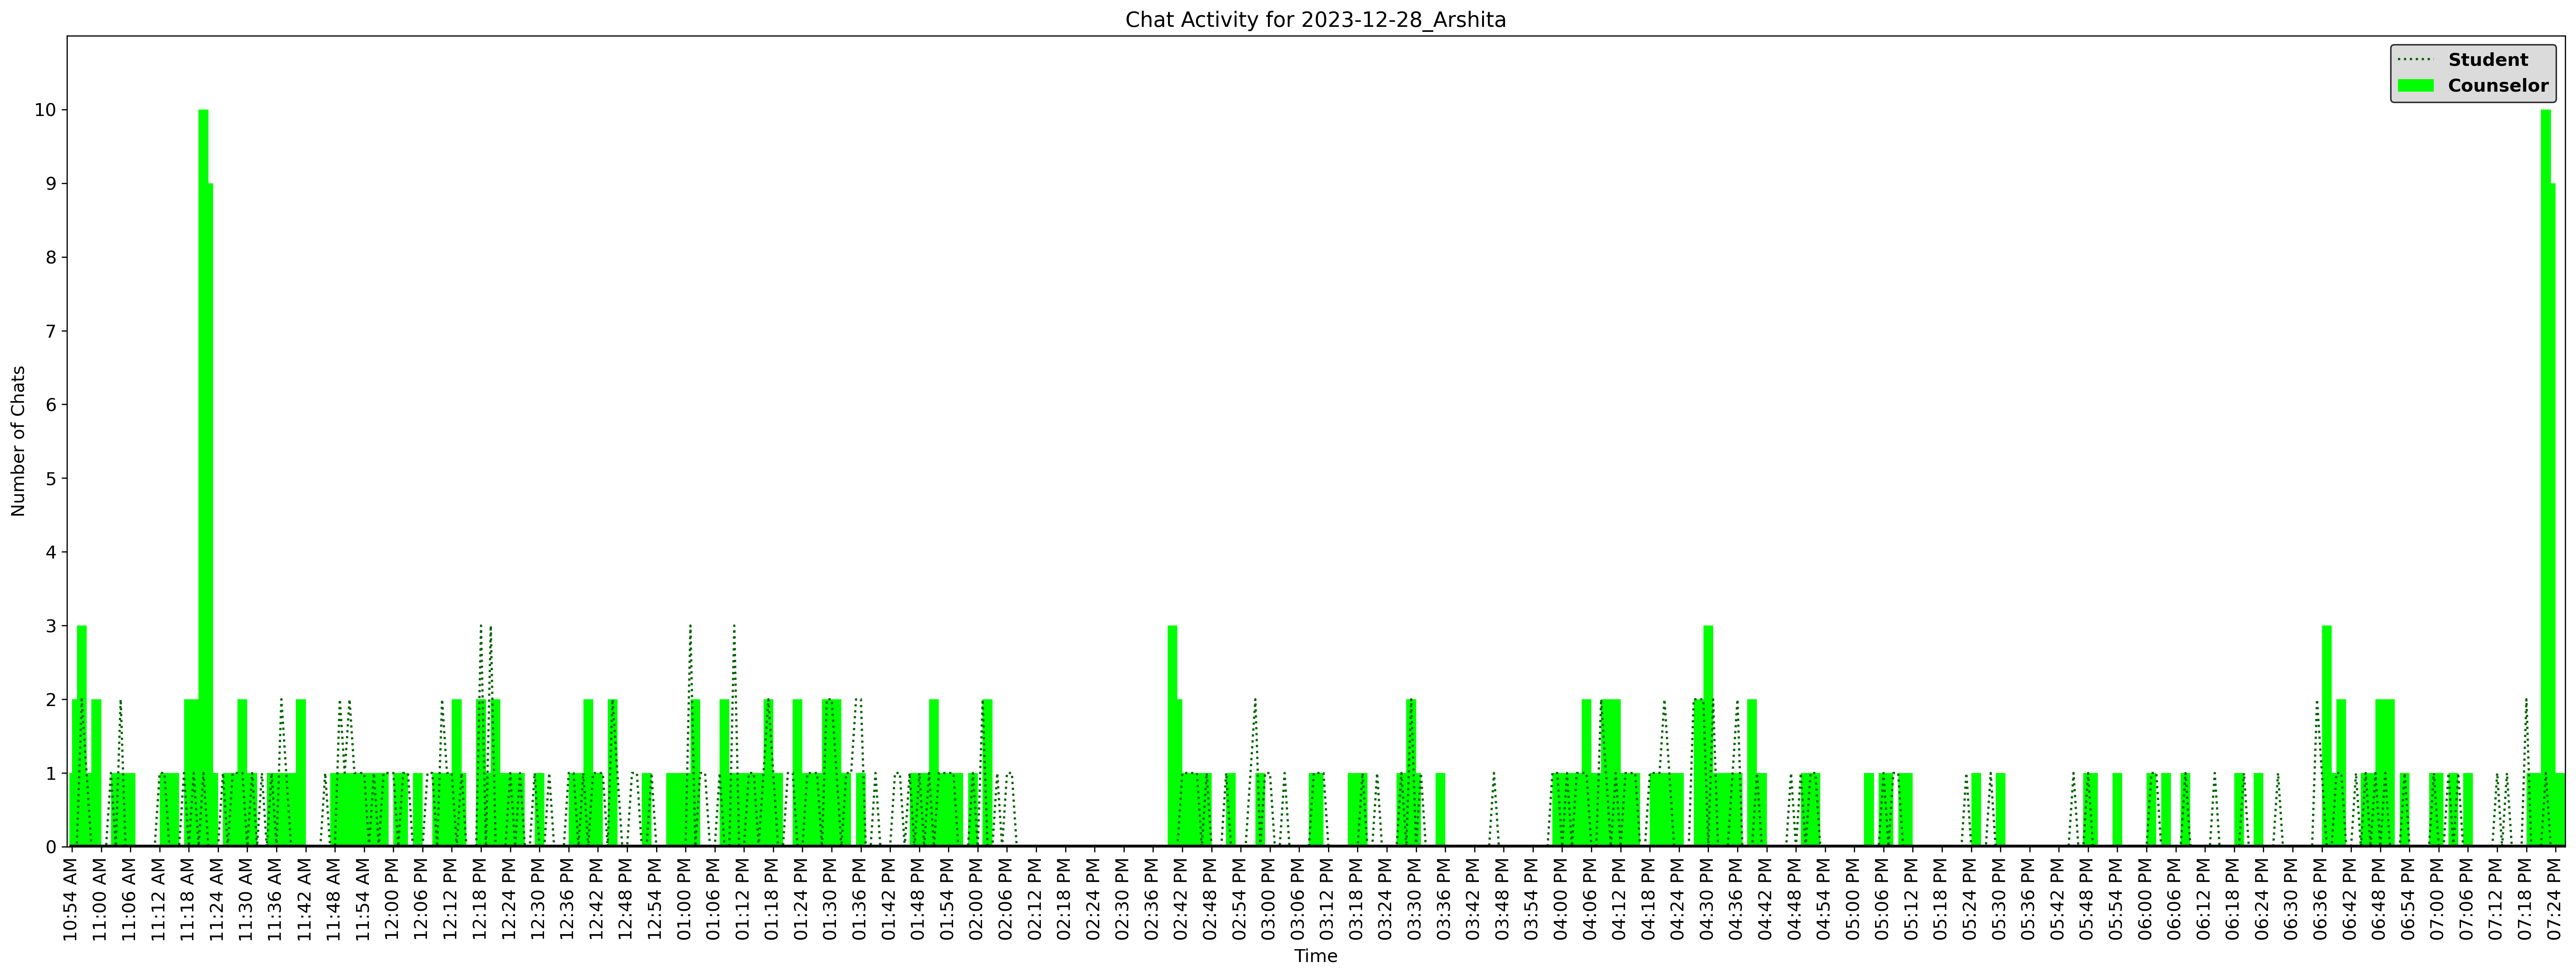 Chat Activity for 2023-12-28_Arshita
Student
Counselor
Number of Chats
10
9
8
7
6
5
4
3
2
1
0
10:54 AM
11:00 AM
11:06 AM
11:12 AM
11:18 AM
11:24 AM
11:30 AM
11:36 AM
11:42 AM
11:48 AM
11:54 AM
12:00 PM
12:06 PM
12:12 PM
12:18 PM
12:24 PM
12:30 PM
12:36 PM
12:42 PM
12:48 PM
12:54 PM
01:00 PM
01:06 PM
01:12 PM
01:18 PM
01:24 PM
01:30 PM
01:36 PM
01:42 PM
01:48 PM
01:54 PM
02:00 PM
02:06 PM
02:12 PM
02:18 PM
02:24 PM
02:30 PM
02:36 PM
02:42 PM
02:48 PM
02:54 PM
03:00 PM
03:06 PM
03:12 PM
03:18 PM
03:24 PM
03:30 PM
03:36 PM
03:42 PM
03:48 PM
03:54 PM
04:00 PM
04:06 PM
04:12 PM
04:18 PM
04:24 PM
04:30 PM
04:36 PM
04:42 PM
04:48 PM
04:54 PM
05:00 PM
05:06 PM
05:12 PM
05:18 PM
05:24 PM
05:30 PM
05:36 PM
05:42 PM
05:48 PM
05:54 PM
06:00 PM
06:06 PM
06:12 PM
06:18 PM
06:24 PM
06:30 PM
06:36 PM
06:42 PM
06:48 PM
06:54 PM
07:00 PM
07:06 PM
07:12 PM
07:18 PM
07:24 PM
Time